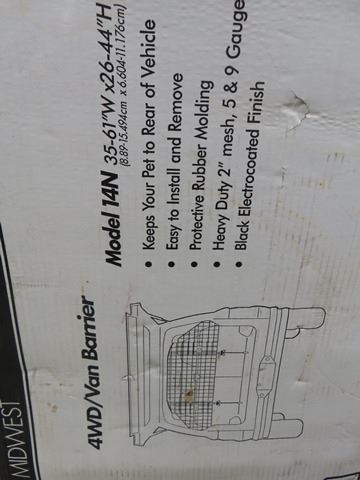 MIDWEST
4WD/Van Barrier
Model 14N 35-61"W x26-44"H
(8.89-15.494cm x 6.604-11.176cm)
• Keeps Your Pet to Rear of Vehicle
• Easy to Install and Remove
• Protective Rubber Molding
• Heavy Duty 2" mesh, 5 & 9 Gauge
• Black Electrocoated Finish